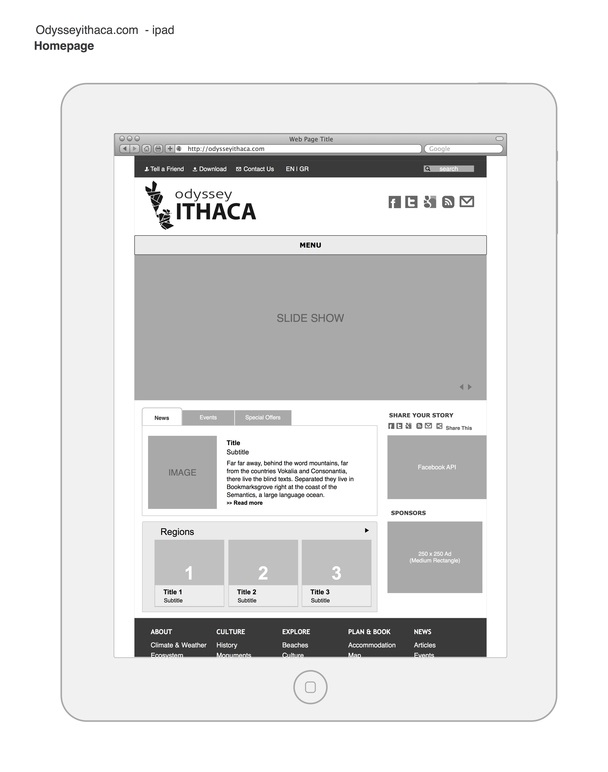 Odysseyithaca.com - ipad
Homepage
Web Page Title
http://odysseyithaca.com
Google
Tell a Friend Download Contact Us EN I GR
search
odyssey
ITHACA
MENU
SLIDE SHOW
News Events Special Offers
IMAGE
Title
Subtitle
Far far away, behind the word mountains, far
from the countries Vokalia and Consonantia,
there live the blind texts. Separated they live in
Bookmarksgrove right at the coast of the
Semantics, a large language ocean.
»» Read more
SHARE YOUR STORY
Share This
Facebook API
SPONSORS
250 x 250 Ad
(Medium Rectangle)
Regions
1 2 3
Title 1 Title 2 Title 3
Subtitle Subtitle Subtitle
ABOUT CULTURE EXPLORE PLAN & BOOK NEWS
Climate & Weather History Beaches Accommodation Articles
Ecosystem Monuments Culture Map Events